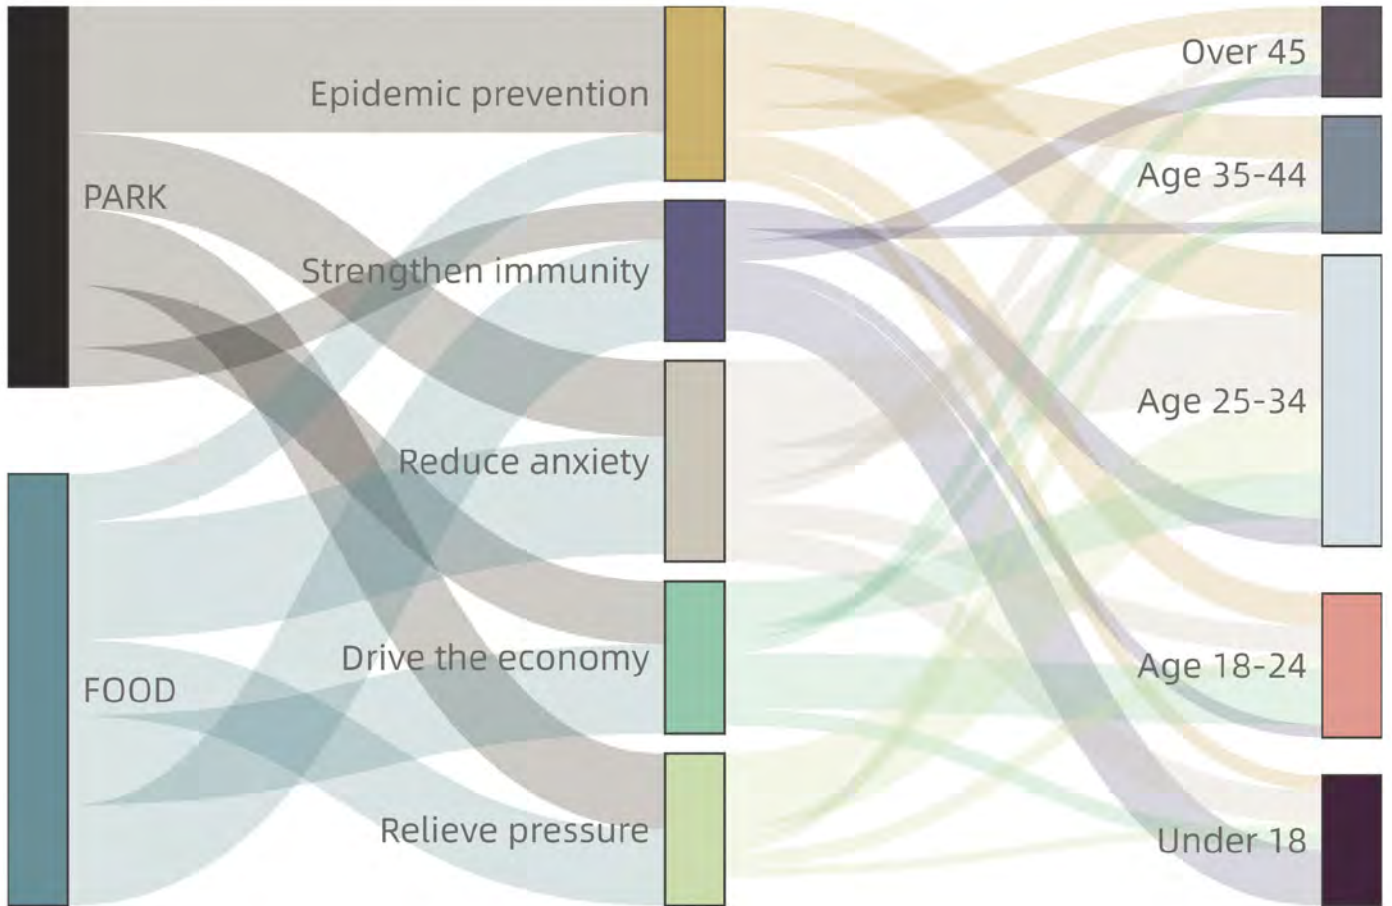 PARK
FOOD
Epidemic prevention
Strengthen immunity
Reduce anxiety
Drive the economy
Relieve pressure
Over 45
Age 35-44
Age 25-34
Age 18-24
Under 18